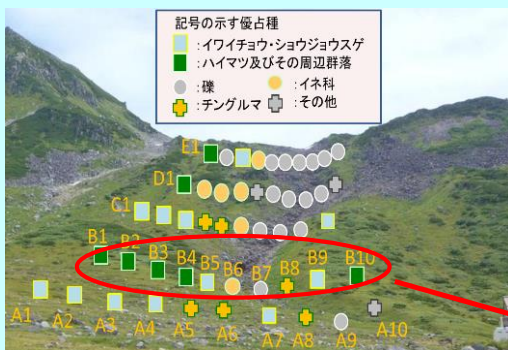 記号の示す優占種
:イワイチョウ・ショウジョウスゲ
:ハイマツ及びその周辺群落
:礫 :イネ科
:チングルマ :その他
E1
D1
C1
B1 B2 B3 B4 B5 B6 B7 B8 B9 B10
A1 A2 A3 A4 A5 A6 A7 A8 A9 A10